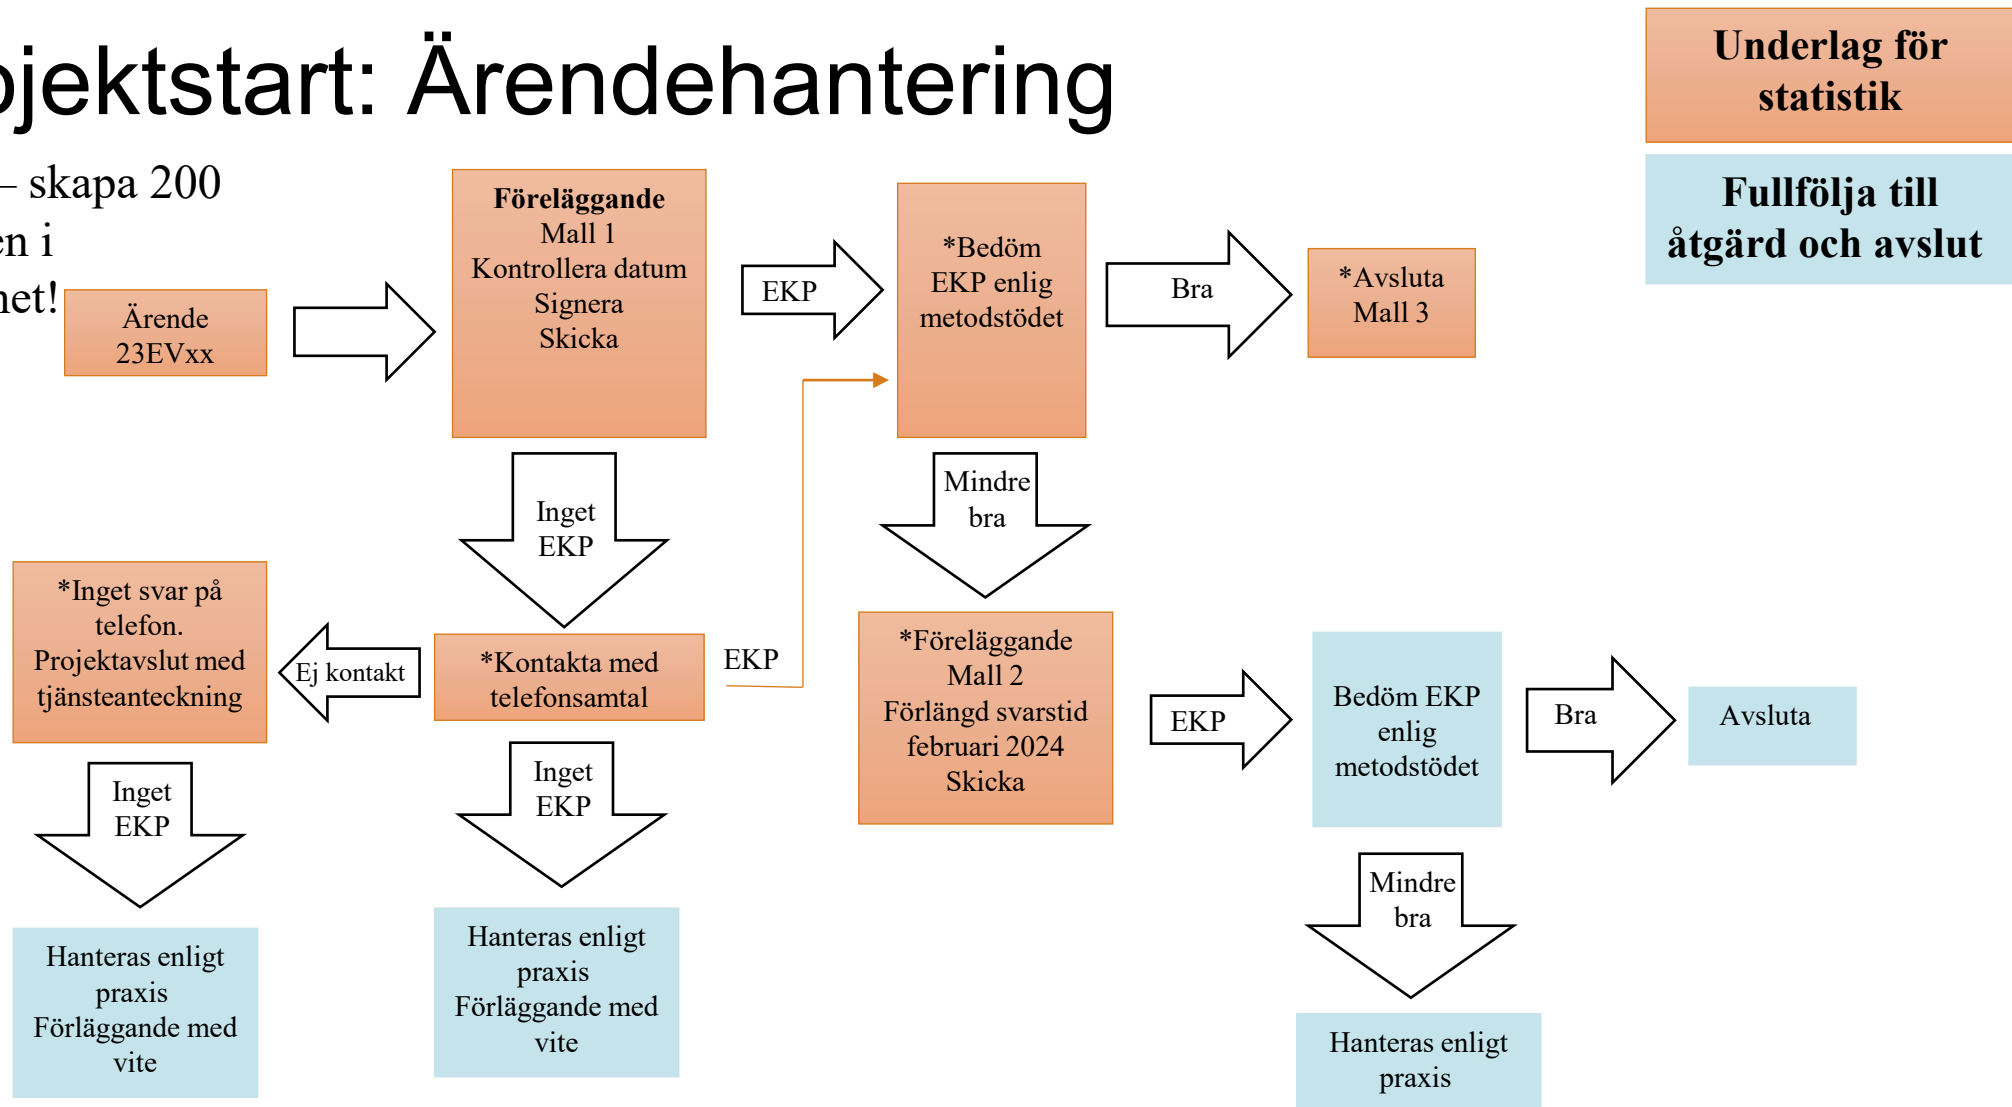 ojektstart: Ärendehantering
Underlag för
statistik
Fullfölja till
åtgärd och avslut
– skapa 200
en i
net!
Ärende
23EVxx
Föreläggande
Mall 1
Kontrollera datum
Signera
Skicka
EKP
*Bedöm
EKP enlig
metodstödet
Bra
*Avsluta
Mall 3
Inget
EKP
Mindre
bra
*Inget svar på
telefon.
Projektavslut med
tjänsteanteckning
Ej kontakt
*Kontakta med
telefonsamtal
EKP
*Föreläggande
Mall 2
Förlängd svarstid
februari 2024
Skicka
EKP
Bedöm EKP
enlig
metodstödet
Bra
Avsluta
Inget
EKP
Inget
EKP
Mindre
bra
Hanteras enligt
praxis
Förläggande med
vite
Hanteras enligt
praxis
Förläggande med
vite
Hanteras enligt
praxis